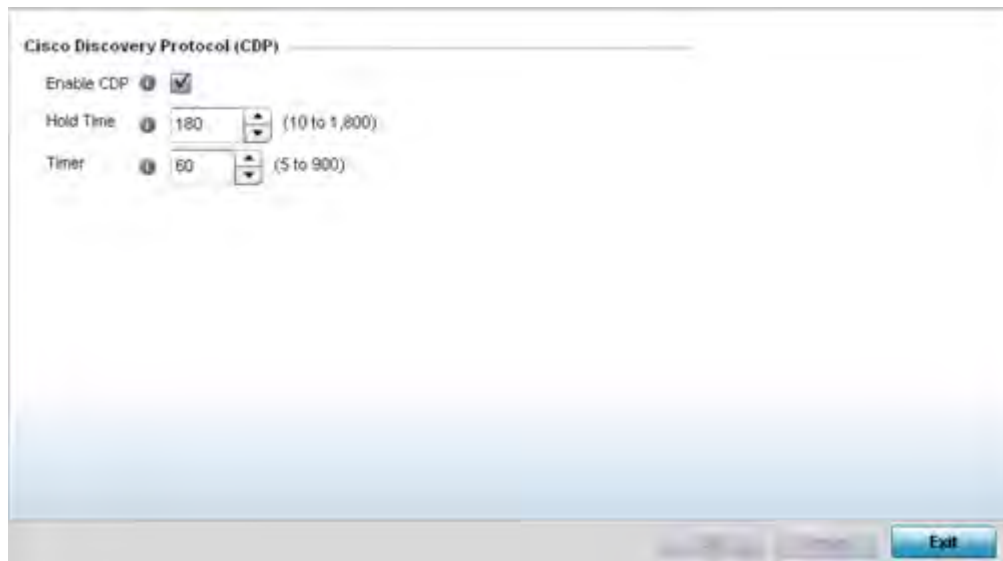 Cisco Discovery Protocol (CDP)
Enable CDP
Hold Time 180 (10 to 1,800)
Timer 60 (5 to 900)
Exit